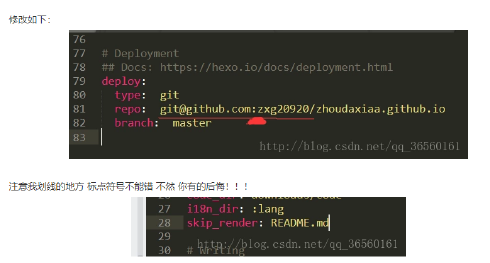 修改如下:
76
77 # Deployment
78 ## Docs: https://hexo.io/docs/deployment.html
79 deploy:
80 type: git
81 repo: git@github.com:zxg20920/zhoudaxiaa.github.io
82 branch: master
83
http://blog.csdn.net/qq_36560161
注意我划线的地方 标点符号不能错 不然 你有的后悔！！！
27 i18n_dir: :lang
28 skip_render: README.md
http://blog.csdn.net/qq_36560161
30 # Writing